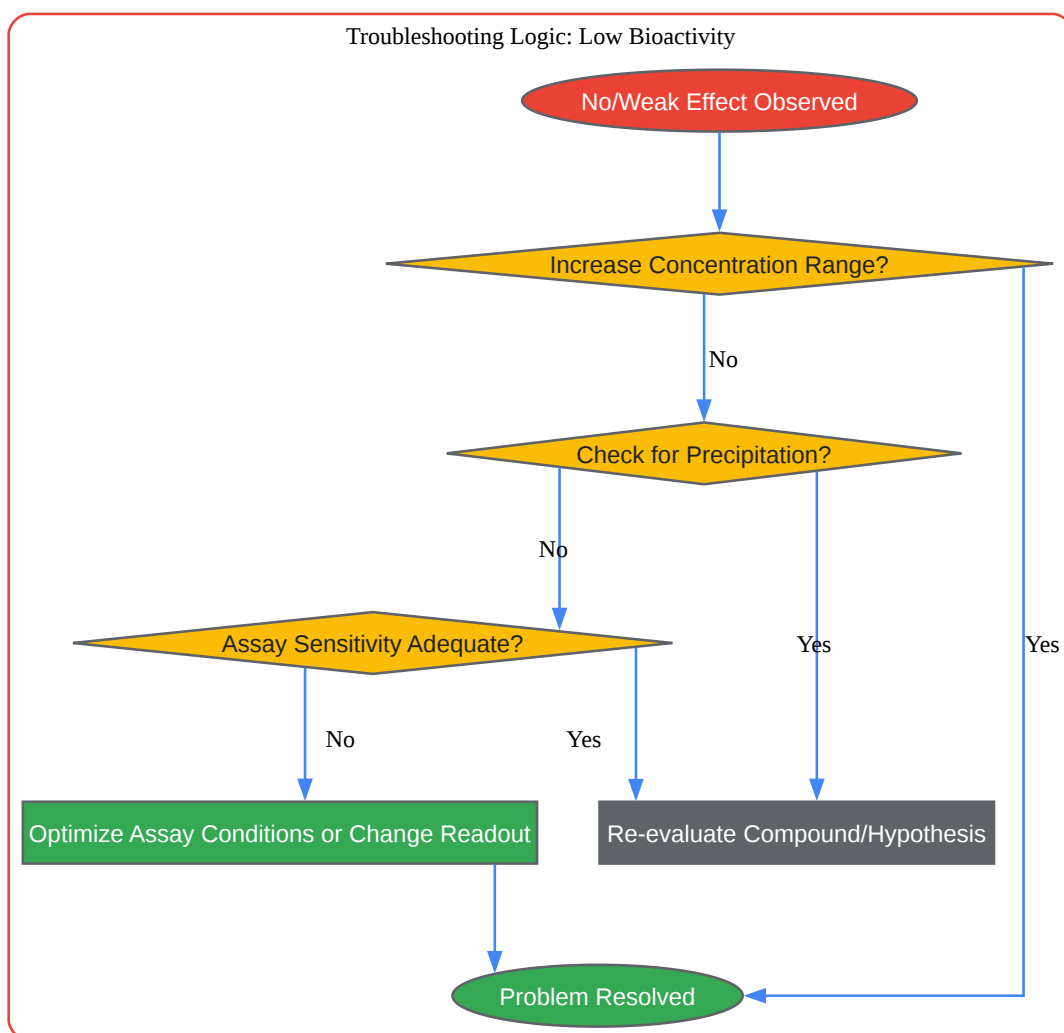 Troubleshooting Logic: Low Bioactivity
No/Weak Effect Observed
Increase Concentration Range?
No
Check for Precipitation?
No
Yes
Yes
Assay Sensitivity Adequate?
No
Yes
Optimize Assay Conditions or Change Readout
Re-evaluate Compound/Hypothesis
Problem Resolved